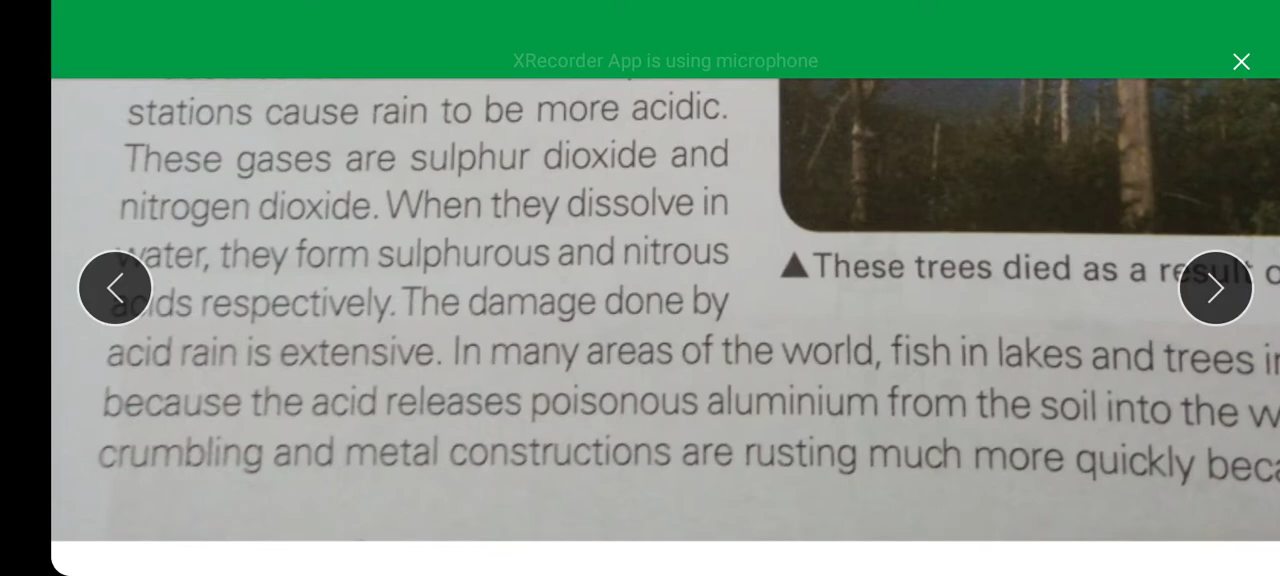 XRecorder App is using microphone
stations cause rain to be more acidic.
These gases are sulphur dioxide and
nitrogen dioxide. When they dissolve in
water, they form sulphurous and nitrous
acids respectively. The damage done by
▲These trees died as a result
acid rain is extensive. In many areas of the world, fish in lakes and trees
because the acid releases poisonous aluminium from the soil into the
crumbling and metal constructions are rusting much more quickly